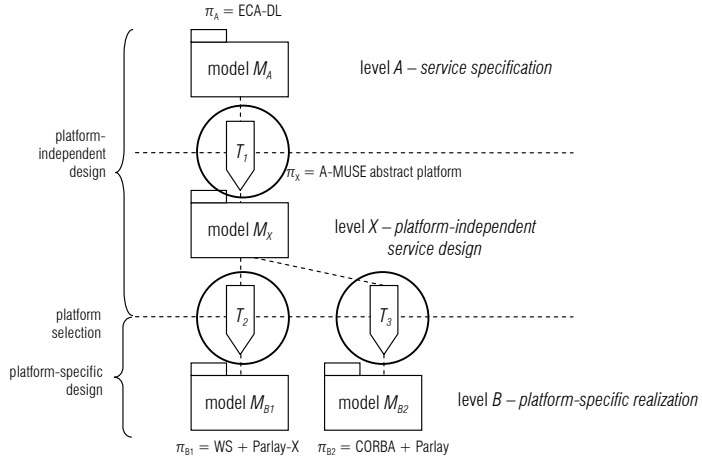 π_A = ECA-DL
model M_A
level A – service specification
platform-
independent
design
T_1
π_X = A-MUSE abstract platform
model M_X
level X – platform-independent
service design
platform
selection
T_2
T_3
platform-specific
design
model M_B1
model M_B2
level B – platform-specific realization
π_B1 = WS + Parlay-X
π_B2 = CORBA + Parlay